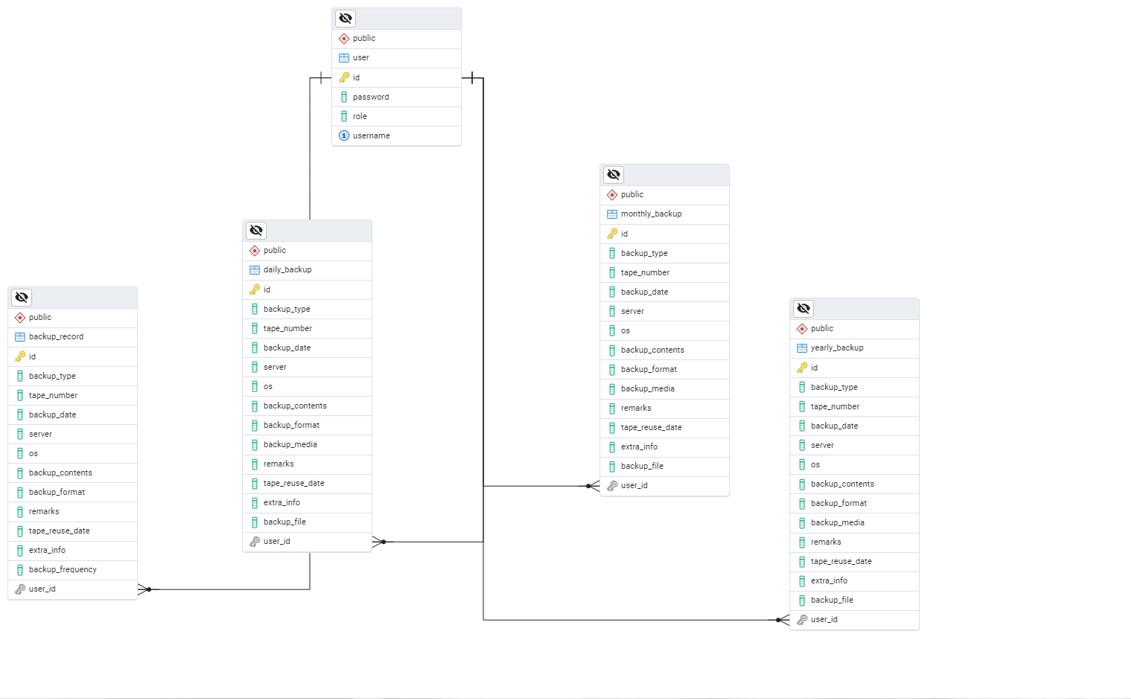 public
user
id
password
role
username
public
daily_backup
id
backup_type
tape_number
backup_date
server
os
backup_contents
backup_format
backup_media
remarks
tape_reuse_date
extra_info
backup_file
user_id
public
backup_record
id
backup_type
tape_number
backup_date
server
os
backup_contents
backup_format
remarks
tape_reuse_date
extra_info
backup_frequency
user_id
public
monthly_backup
id
backup_type
tape_number
backup_date
server
os
backup_contents
backup_format
backup_media
remarks
tape_reuse_date
extra_info
backup_file
user_id
public
yearly_backup
id
backup_type
tape_number
backup_date
server
os
backup_contents
backup_format
backup_media
remarks
tape_reuse_date
extra_info
backup_file
user_id